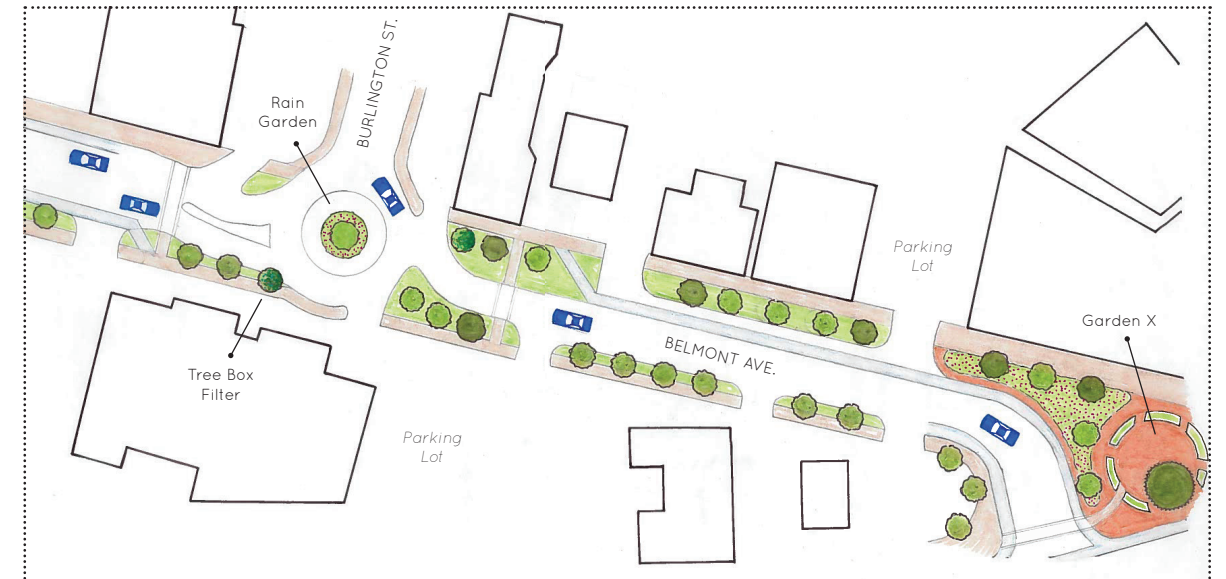 BURLINGTON ST.
Rain
Garden
Parking
Lot
Garden X
BELMONT AVE.
Tree Box
Filter
Parking
Lot